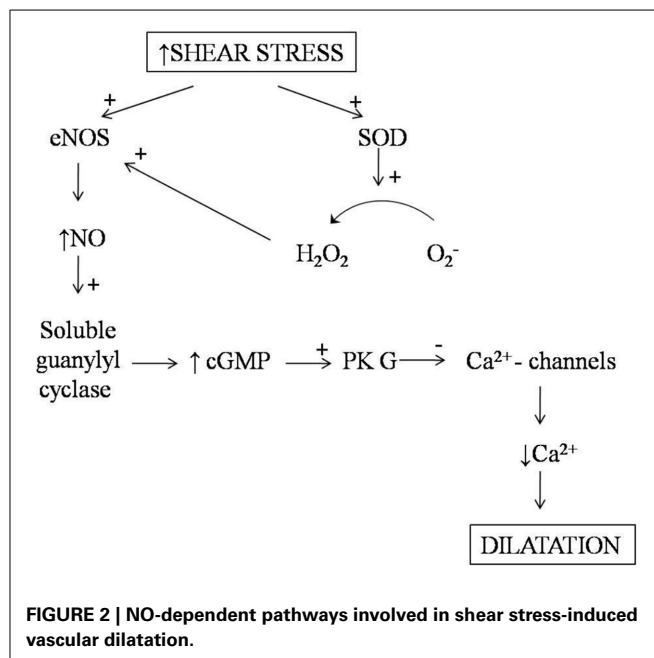 ↑SHEAR STRESS
+ +
eNOS SOD
+ +
↑NO H₂O₂ O₂⁻
+
Soluble
guanylyl
cyclase
↑ cGMP + PK G - Ca²⁺- channels
↓Ca²⁺
DILATATION
FIGURE 2 | NO-dependent pathways involved in shear stress-induced
vascular dilatation.